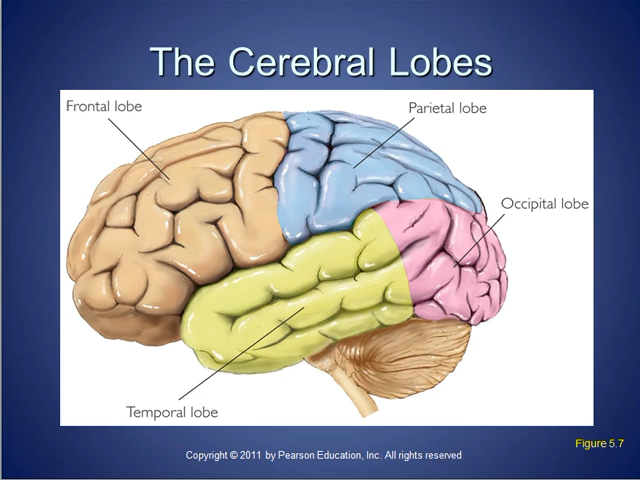 The Cerebral Lobes
Frontal lobe
Parietal lobe
Occipital lobe
Temporal lobe
Figure 5.7
Copyright © 2011 by Pearson Education, Inc. All rights reserved